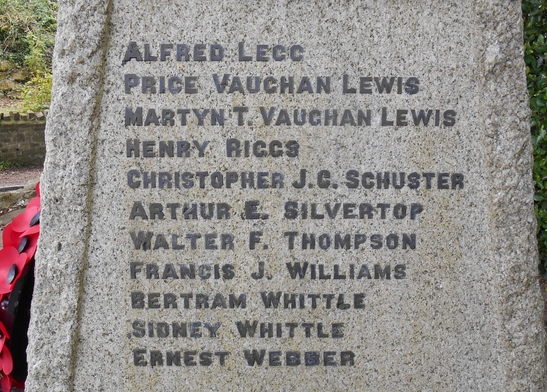 ALFRED LEGG
PRICE VAUGHAN LEWIS
MARTYN T. VAUGHAN LEWIS
HENRY RIGGS
CHRISTOPHER J.C. SCHUSTER
ARTHUR E. SILVERTOP
WALTER F. THOMPSON
FRANCIS J. WILLIAMS
BERTRAM WHITTLE
SIDNEY WHITTLE
ERNEST WEBBER